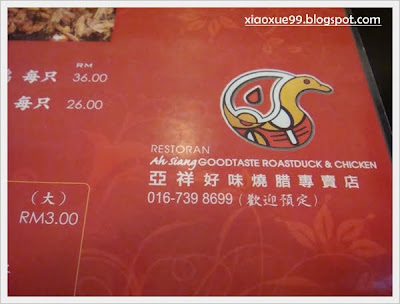 xiaoxue99.blogspot.com
RM
每只 36.00
每只 26.00
RESTORAN
Ah Siang GOODTASTE ROASTDUCK & CHICKEN
亞祥好味燒腊專賣店
016-739 8699 (歡迎預定)
(大)
RM3.00